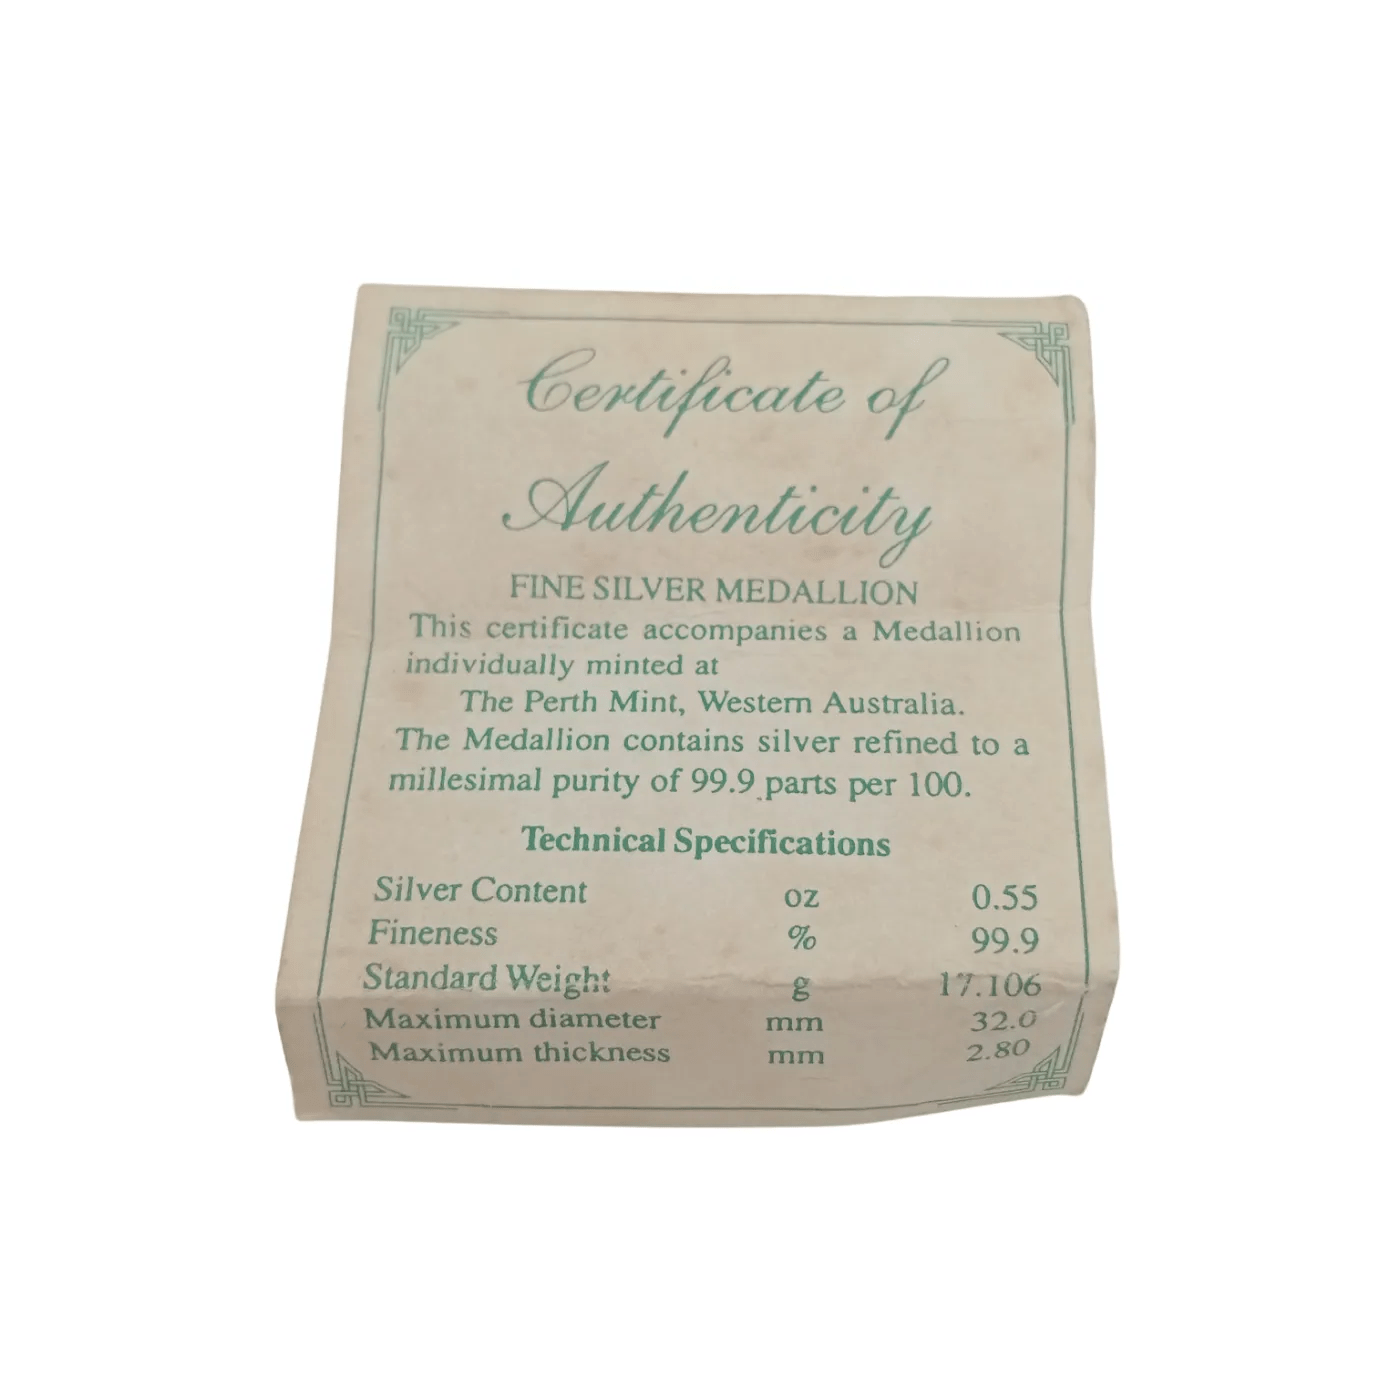 Certificate of
Authenticity
FINE SILVER MEDALLION
This certificate accompanies a Medallion
individually minted at
The Perth Mint, Western Australia.
The Medallion contains silver refined to a
millesimal purity of 99.9 parts per 100.
Technical Specifications
Silver Content oz 0.55
Fineness % 99.9
Standard Weight g 17.106
Maximum diameter mm 32.0
Maximum thickness mm 2.80